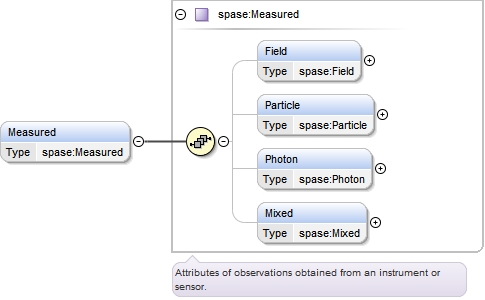 spase:Measured
Field
Type spase:Field
Particle
Type spase:Particle
Measured
Type spase:Measured
Photon
Type spase:Photon
Mixed
Type spase:Mixed
Attributes of observations obtained from an instrument or
sensor.